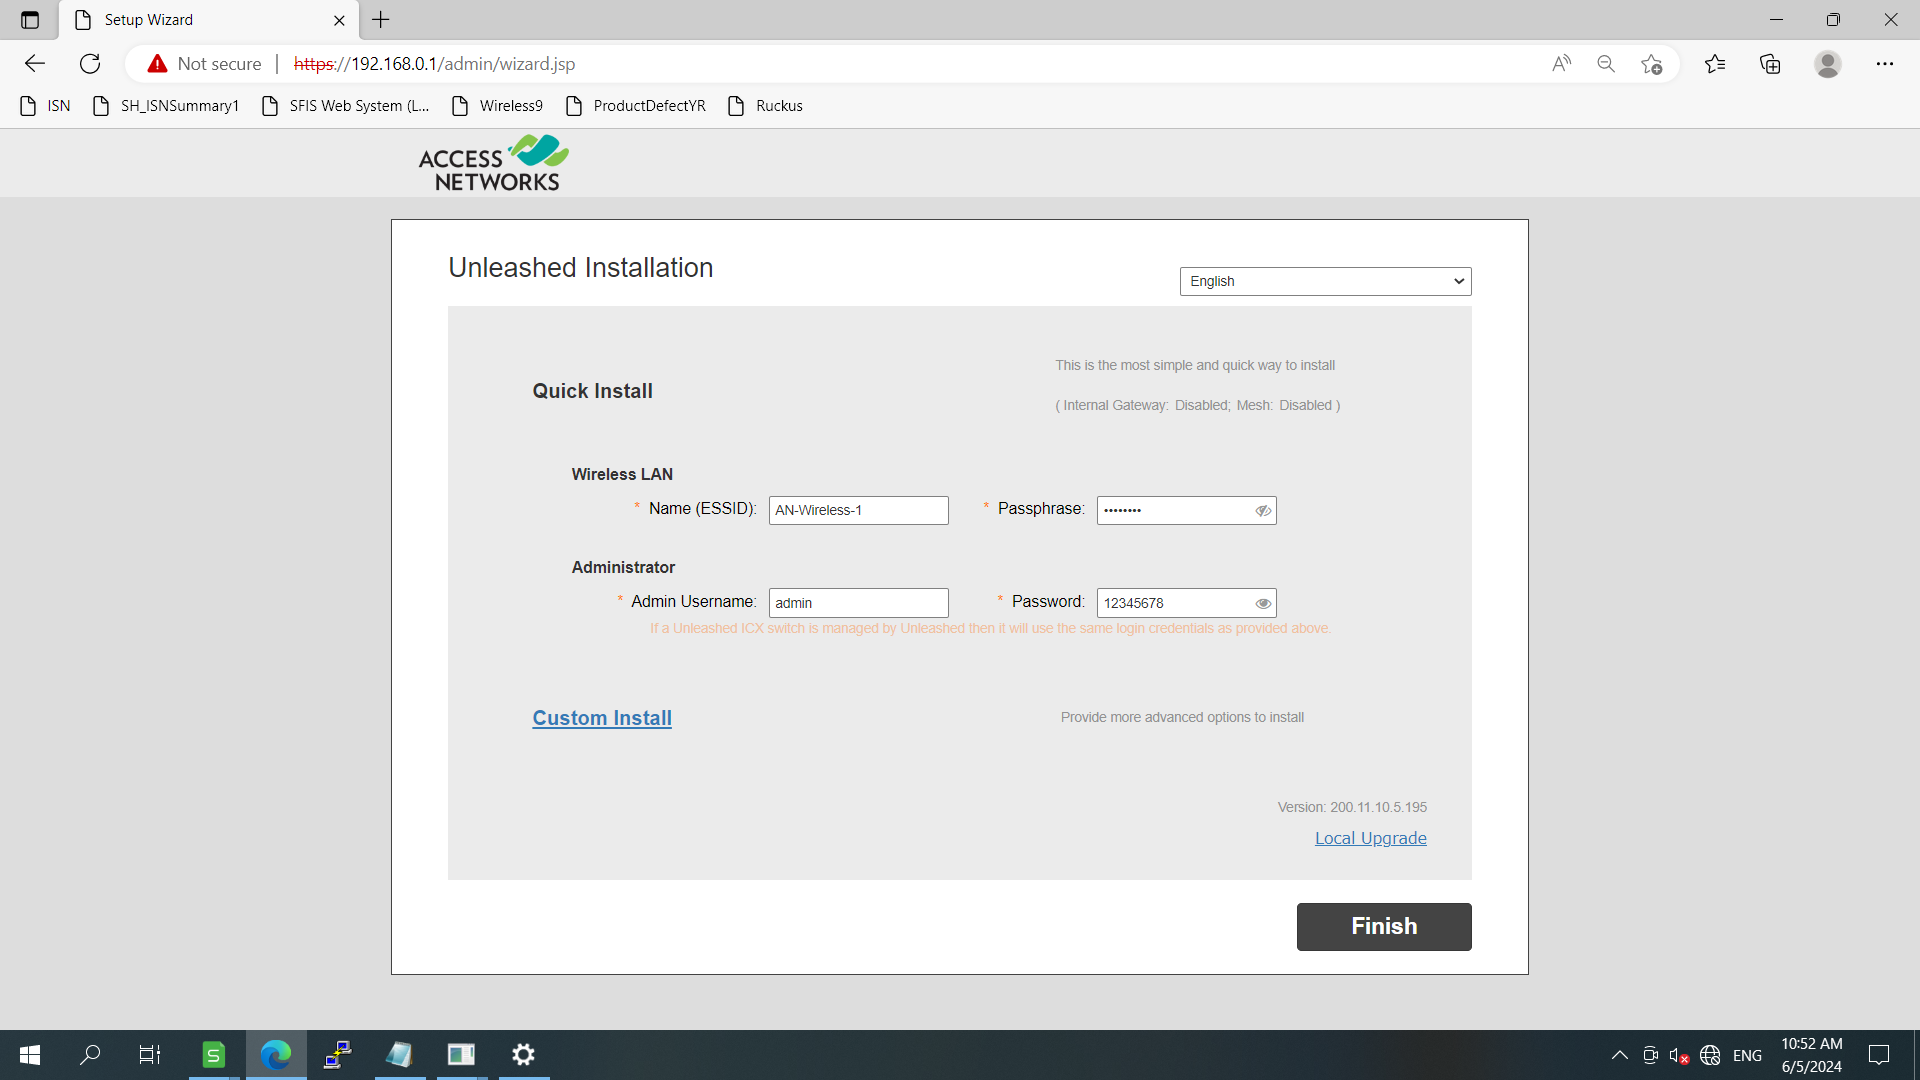 Setup Wizard
Not secure
https://192.168.0.1/admin/wizard.jsp
ISN
SH_ISNSummary1
SFIS Web System (L...
Wireless9
ProductDefectYR
Ruckus
ACCESS
NETWORKS
Unleashed Installation
English
This is the most simple and quick way to install
Quick Install
( Internal Gateway: Disabled; Mesh: Disabled )
Wireless LAN
* Name (ESSID): AN-Wireless-1 * Passphrase: ••••••••
Administrator
* Admin Username: admin * Password: 12345678
If a Unleashed ICX switch is managed by Unleashed then it will use the same login credentials as provided above.
Custom Install Provide more advanced options to install
Version: 200.11.10.5.195
Local Upgrade
Finish
S
ENG
10:52 AM
6/5/2024